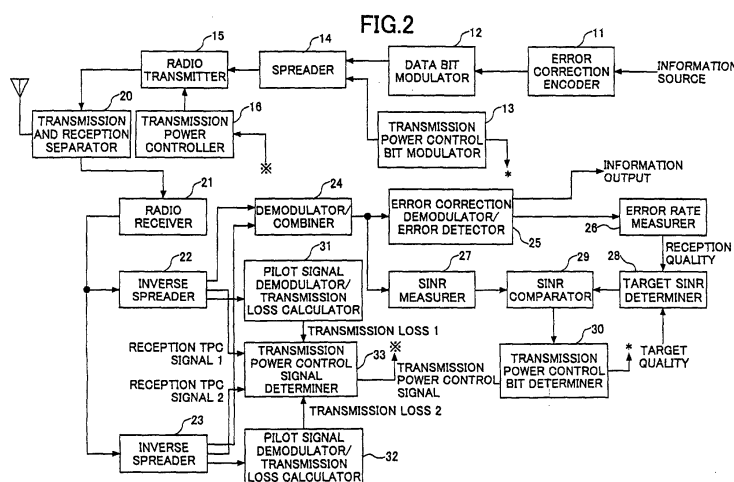 FIG.2
15
RADIO
TRANSMITTER
14
SPREADER
12
DATA BIT
MODULATOR
11
ERROR
CORRECTION
ENCODER
INFORMATION
SOURCE
20
TRANSMISSION
AND RECEPTION
SEPARATOR
16
TRANSMISSION
POWER
CONTROLLER
※
13
TRANSMISSION
POWER CONTROL
BIT MODULATOR
*
INFORMATION
OUTPUT
21
RADIO
RECEIVER
24
DEMODULATOR/
COMBINER
ERROR CORRECTION
DEMODULATOR/
ERROR DETECTOR
25
ERROR RATE
MEASURER
26
RECEPTION
QUALITY
22
INVERSE
SPREADER
31
PILOT SIGNAL
DEMODULATOR/
TRANSMISSION
LOSS CALCULATOR
27
SINR
MEASURER
29
SINR
COMPARATOR
28
TARGET SINR
DETERMINER
TRANSMISSION LOSS 1
RECEPTION TPC
SIGNAL 1
RECEPTION TPC
SIGNAL 2
TRANSMISSION
POWER CONTROL
SIGNAL
DETERMINER
33
※
TRANSMISSION
POWER CONTROL
SIGNAL
30
TRANSMISSION
POWER CONTROL
BIT DETERMINER
*
TARGET
QUALITY
TRANSMISSION LOSS 2
23
INVERSE
SPREADER
PILOT SIGNAL
DEMODULATOR/
TRANSMISSION
LOSS CALCULATOR
32